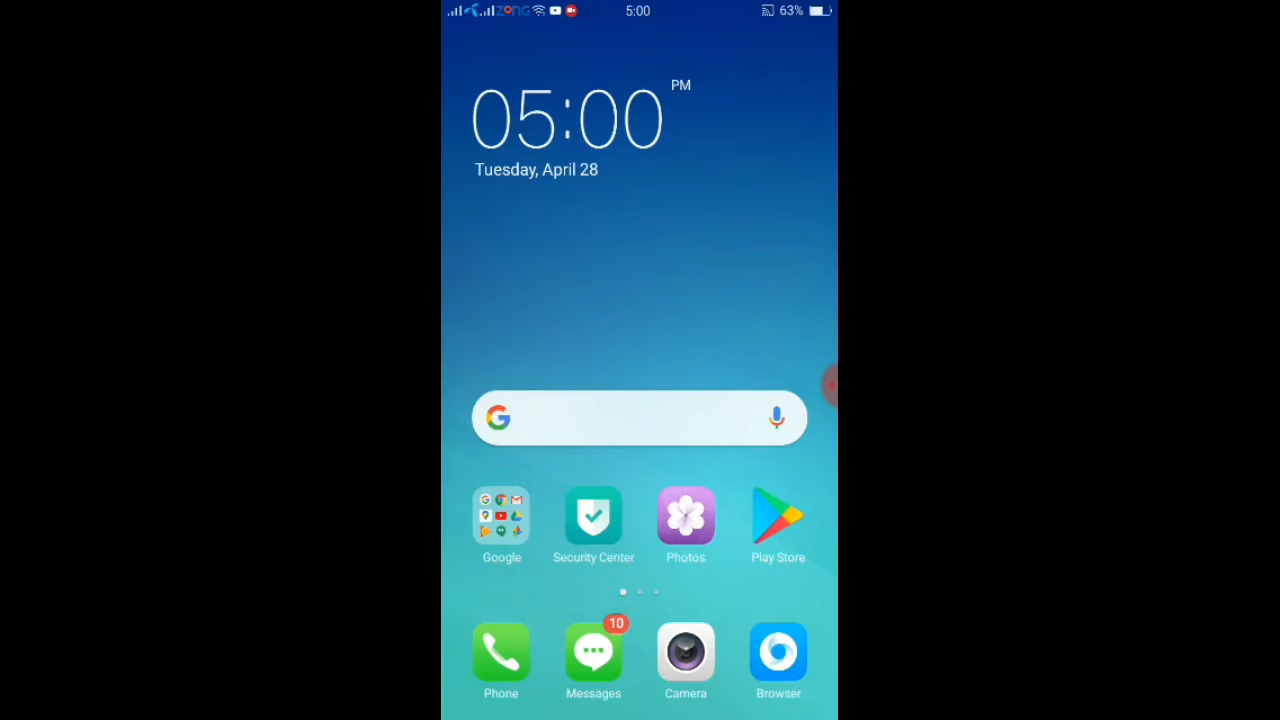 ZONG 5:00 63%
PM
05:00
Tuesday, April 28
Google Security Center Photos Play Store
10
Phone Messages Camera Browser